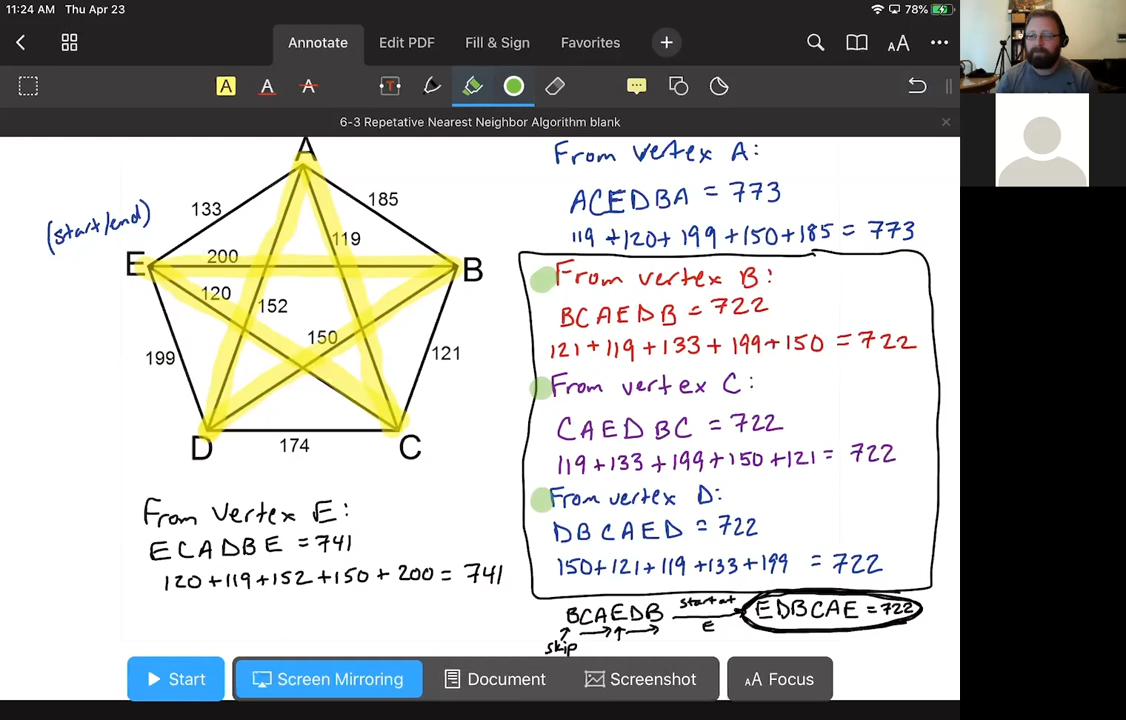 11:24 AM Thu Apr 23
78%
Annotate
Edit PDF
Fill & Sign
Favorites
A
A
A
T
6-3 Repetative Nearest Neighbor Algorithm blank
A
133
185
(start/end)
119
E
200
B
120
152
150
199
121
D
174
C
From vertex E:
ECADBE = 741
120+119+152+150+200 = 741
From vertex A:
ACEDBA = 773
119+120+199+150+185 = 773
From vertex B:
BCAEDB = 722
121+119+133+199+150 = 722
From vertex C:
CAEDBC = 722
119+133+199+150+121 = 722
From vertex D:
DBCAED = 722
150+121+119+133+199 = 722
BCAEDB start at E EDBCAE = 722
skip
Start
Screen Mirroring
Document
Screenshot
AA Focus